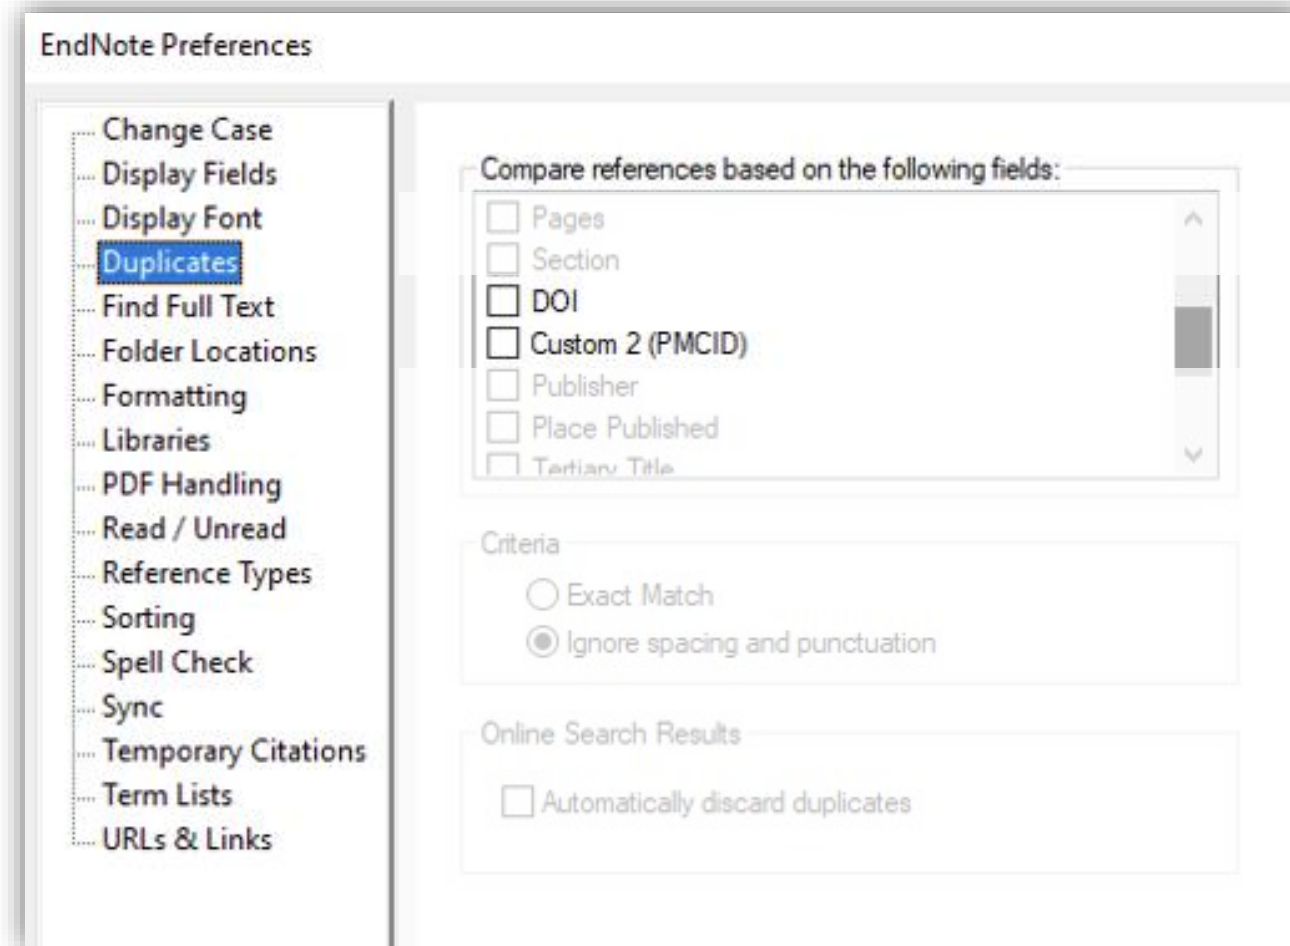 EndNote Preferences
Change Case
Display Fields
Display Font
Duplicates
Find Full Text
Folder Locations
Formatting
Libraries
PDF Handling
Read / Unread
Reference Types
Sorting
Spell Check
Sync
Temporary Citations
Term Lists
URLs & Links
Compare references based on the following fields:
Pages
Section
DOI
Custom 2 (PMCID)
Publisher
Place Published
Tertiary Title
Criteria
Exact Match
Ignore spacing and punctuation
Online Search Results
Automatically discard duplicates